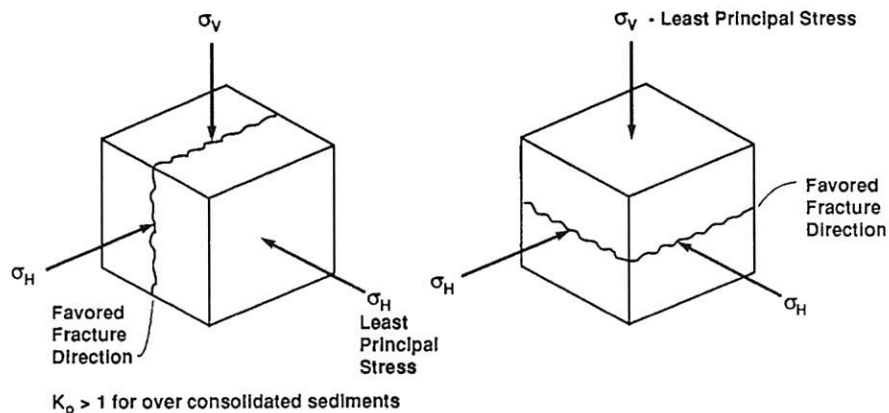 σV
σH
Favored
Fracture
Direction
σH
Least
Principal
Stress
Ko > 1 for over consolidated sediments
σV - Least Principal Stress
Favored
Fracture
Direction
σH
σH